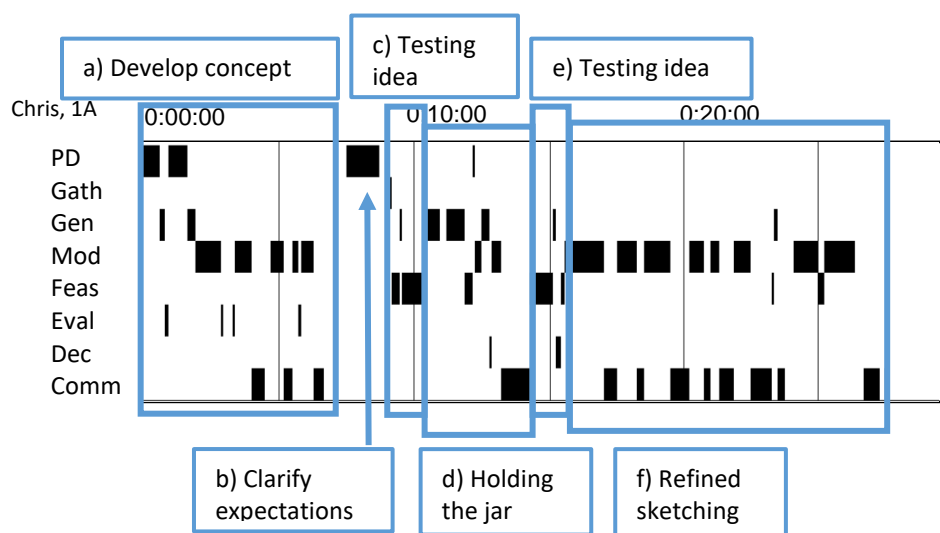 c) Testing
idea
a) Develop concept
e) Testing idea
Chris, 1A
0:00:00
0:10:00
0:20:00
PD
Gath
Gen
Mod
Feas
Eval
Dec
Comm
b) Clarify
expectations
d) Holding
the jar
f) Refined
sketching